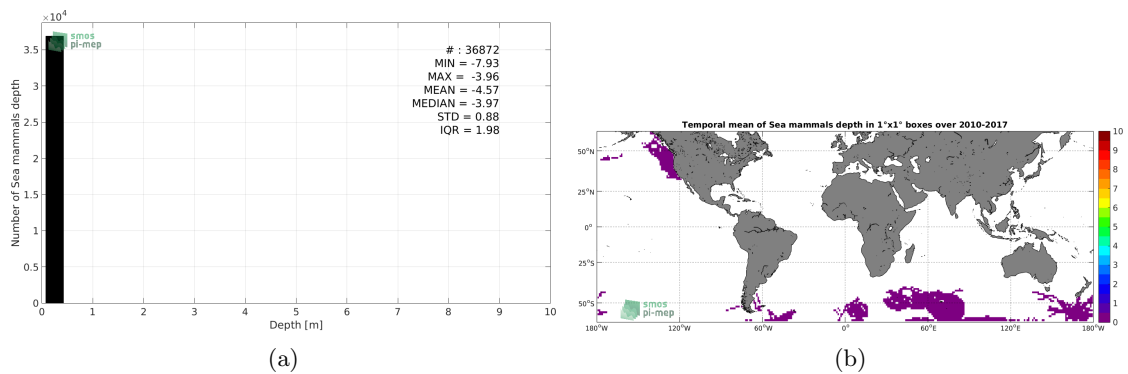 ×10⁴
smos
pi-mep
# : 36872
MIN = -7.93
MAX = -3.96
MEAN = -4.57
MEDIAN = -3.97
STD = 0.88
IQR = 1.98
3.5
3
2.5
2
1.5
1
0.5
0
Number of Sea mammals depth
1 2 3 4 5 6 7 8 9 10
Depth [m]
(a)
Temporal mean of Sea mammals depth in 1°x1° boxes over 2010-2017
50°N
25°N
0°
25°S
50°S
180°W 120°W 60°W 0° 60°E 120°E 180°W
smos
pi-mep
10
9
8
7
6
5
4
3
2
1
0
(b)